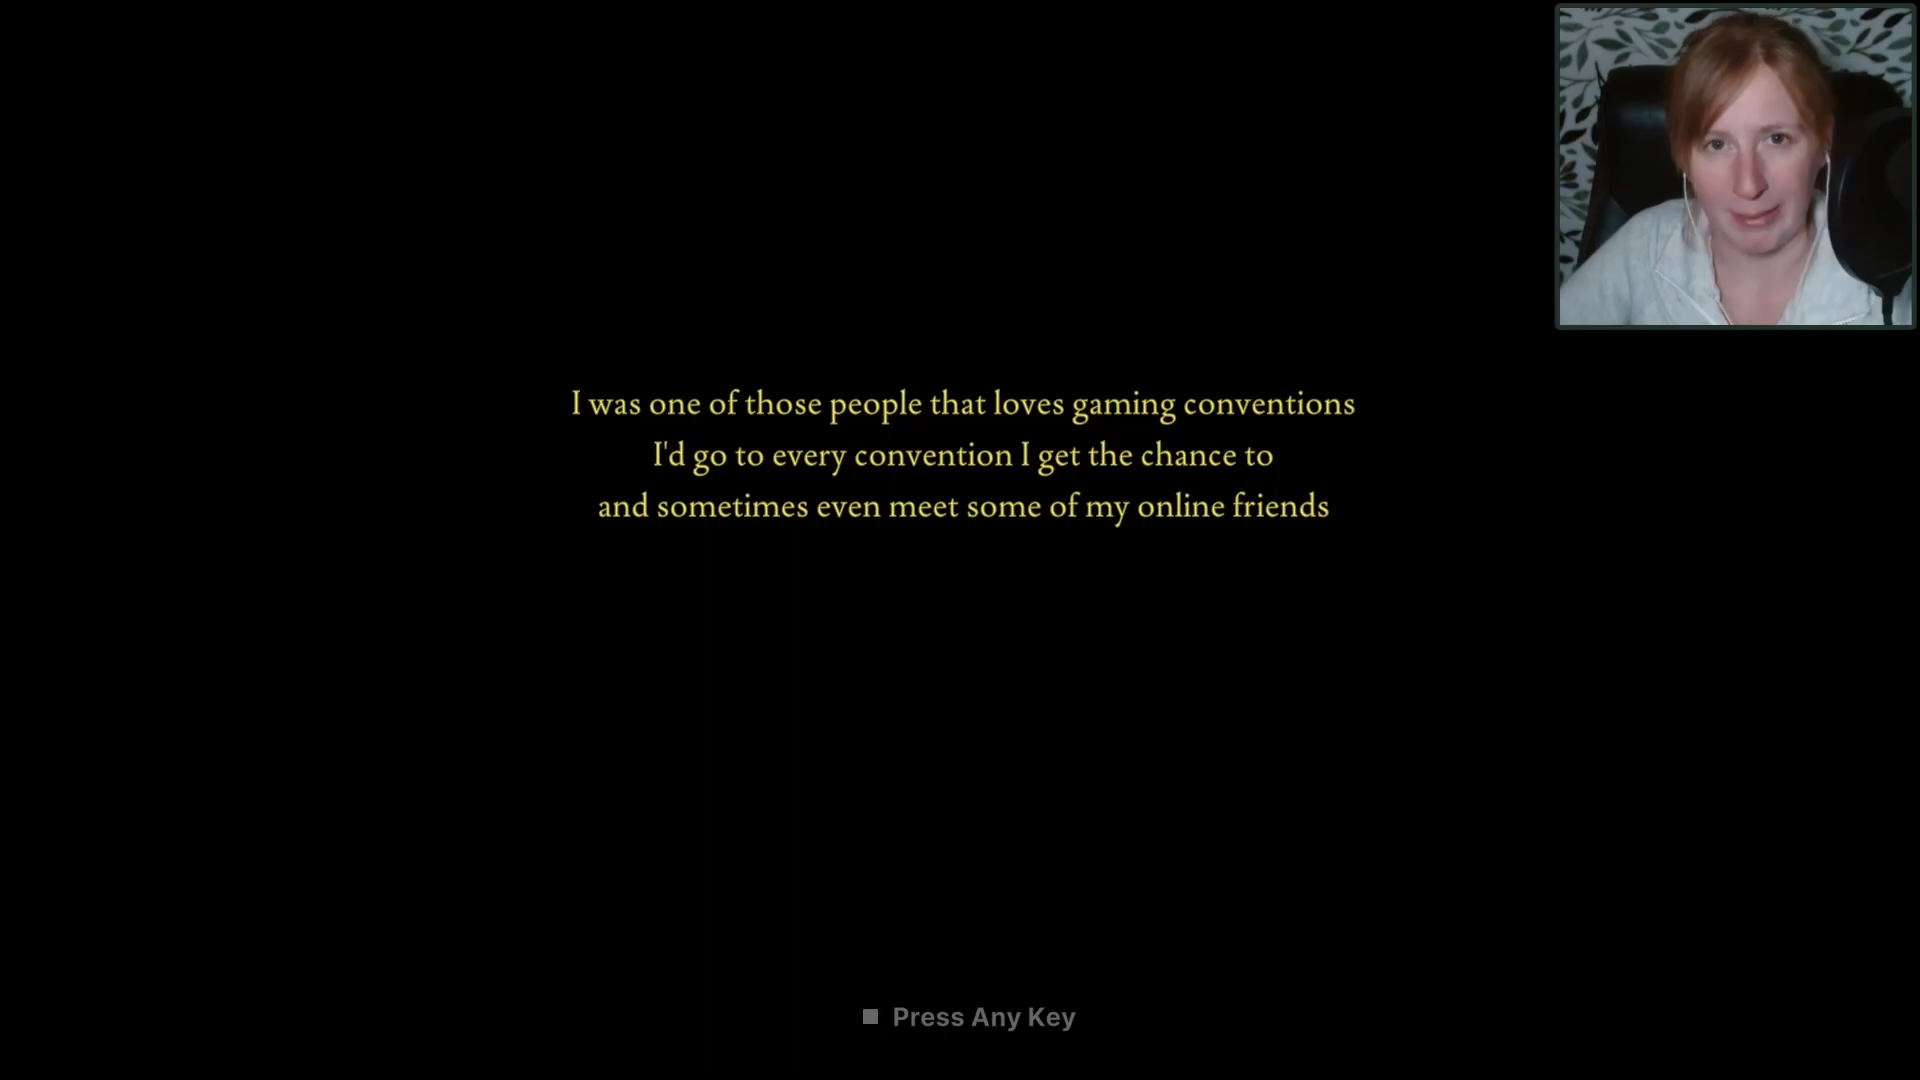 I was one of those people that loves gaming conventions
I'd go to every convention I get the chance to
and sometimes even meet some of my online friends
Press Any Key